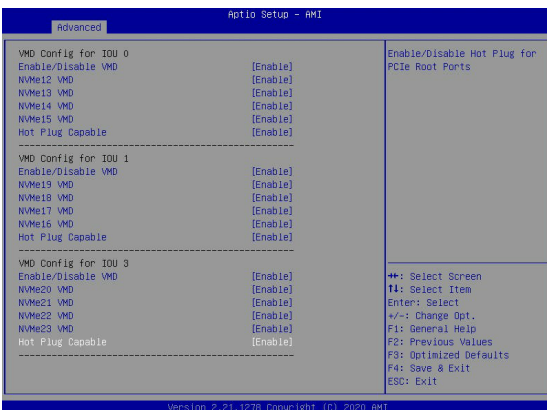 Aptio Setup – AMI
Advanced
VMD Config for IOU 0
Enable/Disable VMD [Enable]
NVMe12 VMD [Enable]
NVMe13 VMD [Enable]
NVMe14 VMD [Enable]
NVMe15 VMD [Enable]
Hot Plug Capable [Enable]
VMD Config for IOU 1
Enable/Disable VMD [Enable]
NVMe19 VMD [Enable]
NVMe18 VMD [Enable]
NVMe17 VMD [Enable]
NVMe16 VMD [Enable]
Hot Plug Capable [Enable]
VMD Config for IOU 3
Enable/Disable VMD [Enable]
NVMe20 VMD [Enable]
NVMe21 VMD [Enable]
NVMe22 VMD [Enable]
NVMe23 VMD [Enable]
Hot Plug Capable [Enable]
Enable/Disable Hot Plug for
PCIe Root Ports
→←: Select Screen
↑↓: Select Item
Enter: Select
+/-: Change Opt.
F1: General Help
F2: Previous Values
F3: Optimized Defaults
F4: Save & Exit
ESC: Exit
Version 2.21.1278 Copyright (C) 2020 AMI